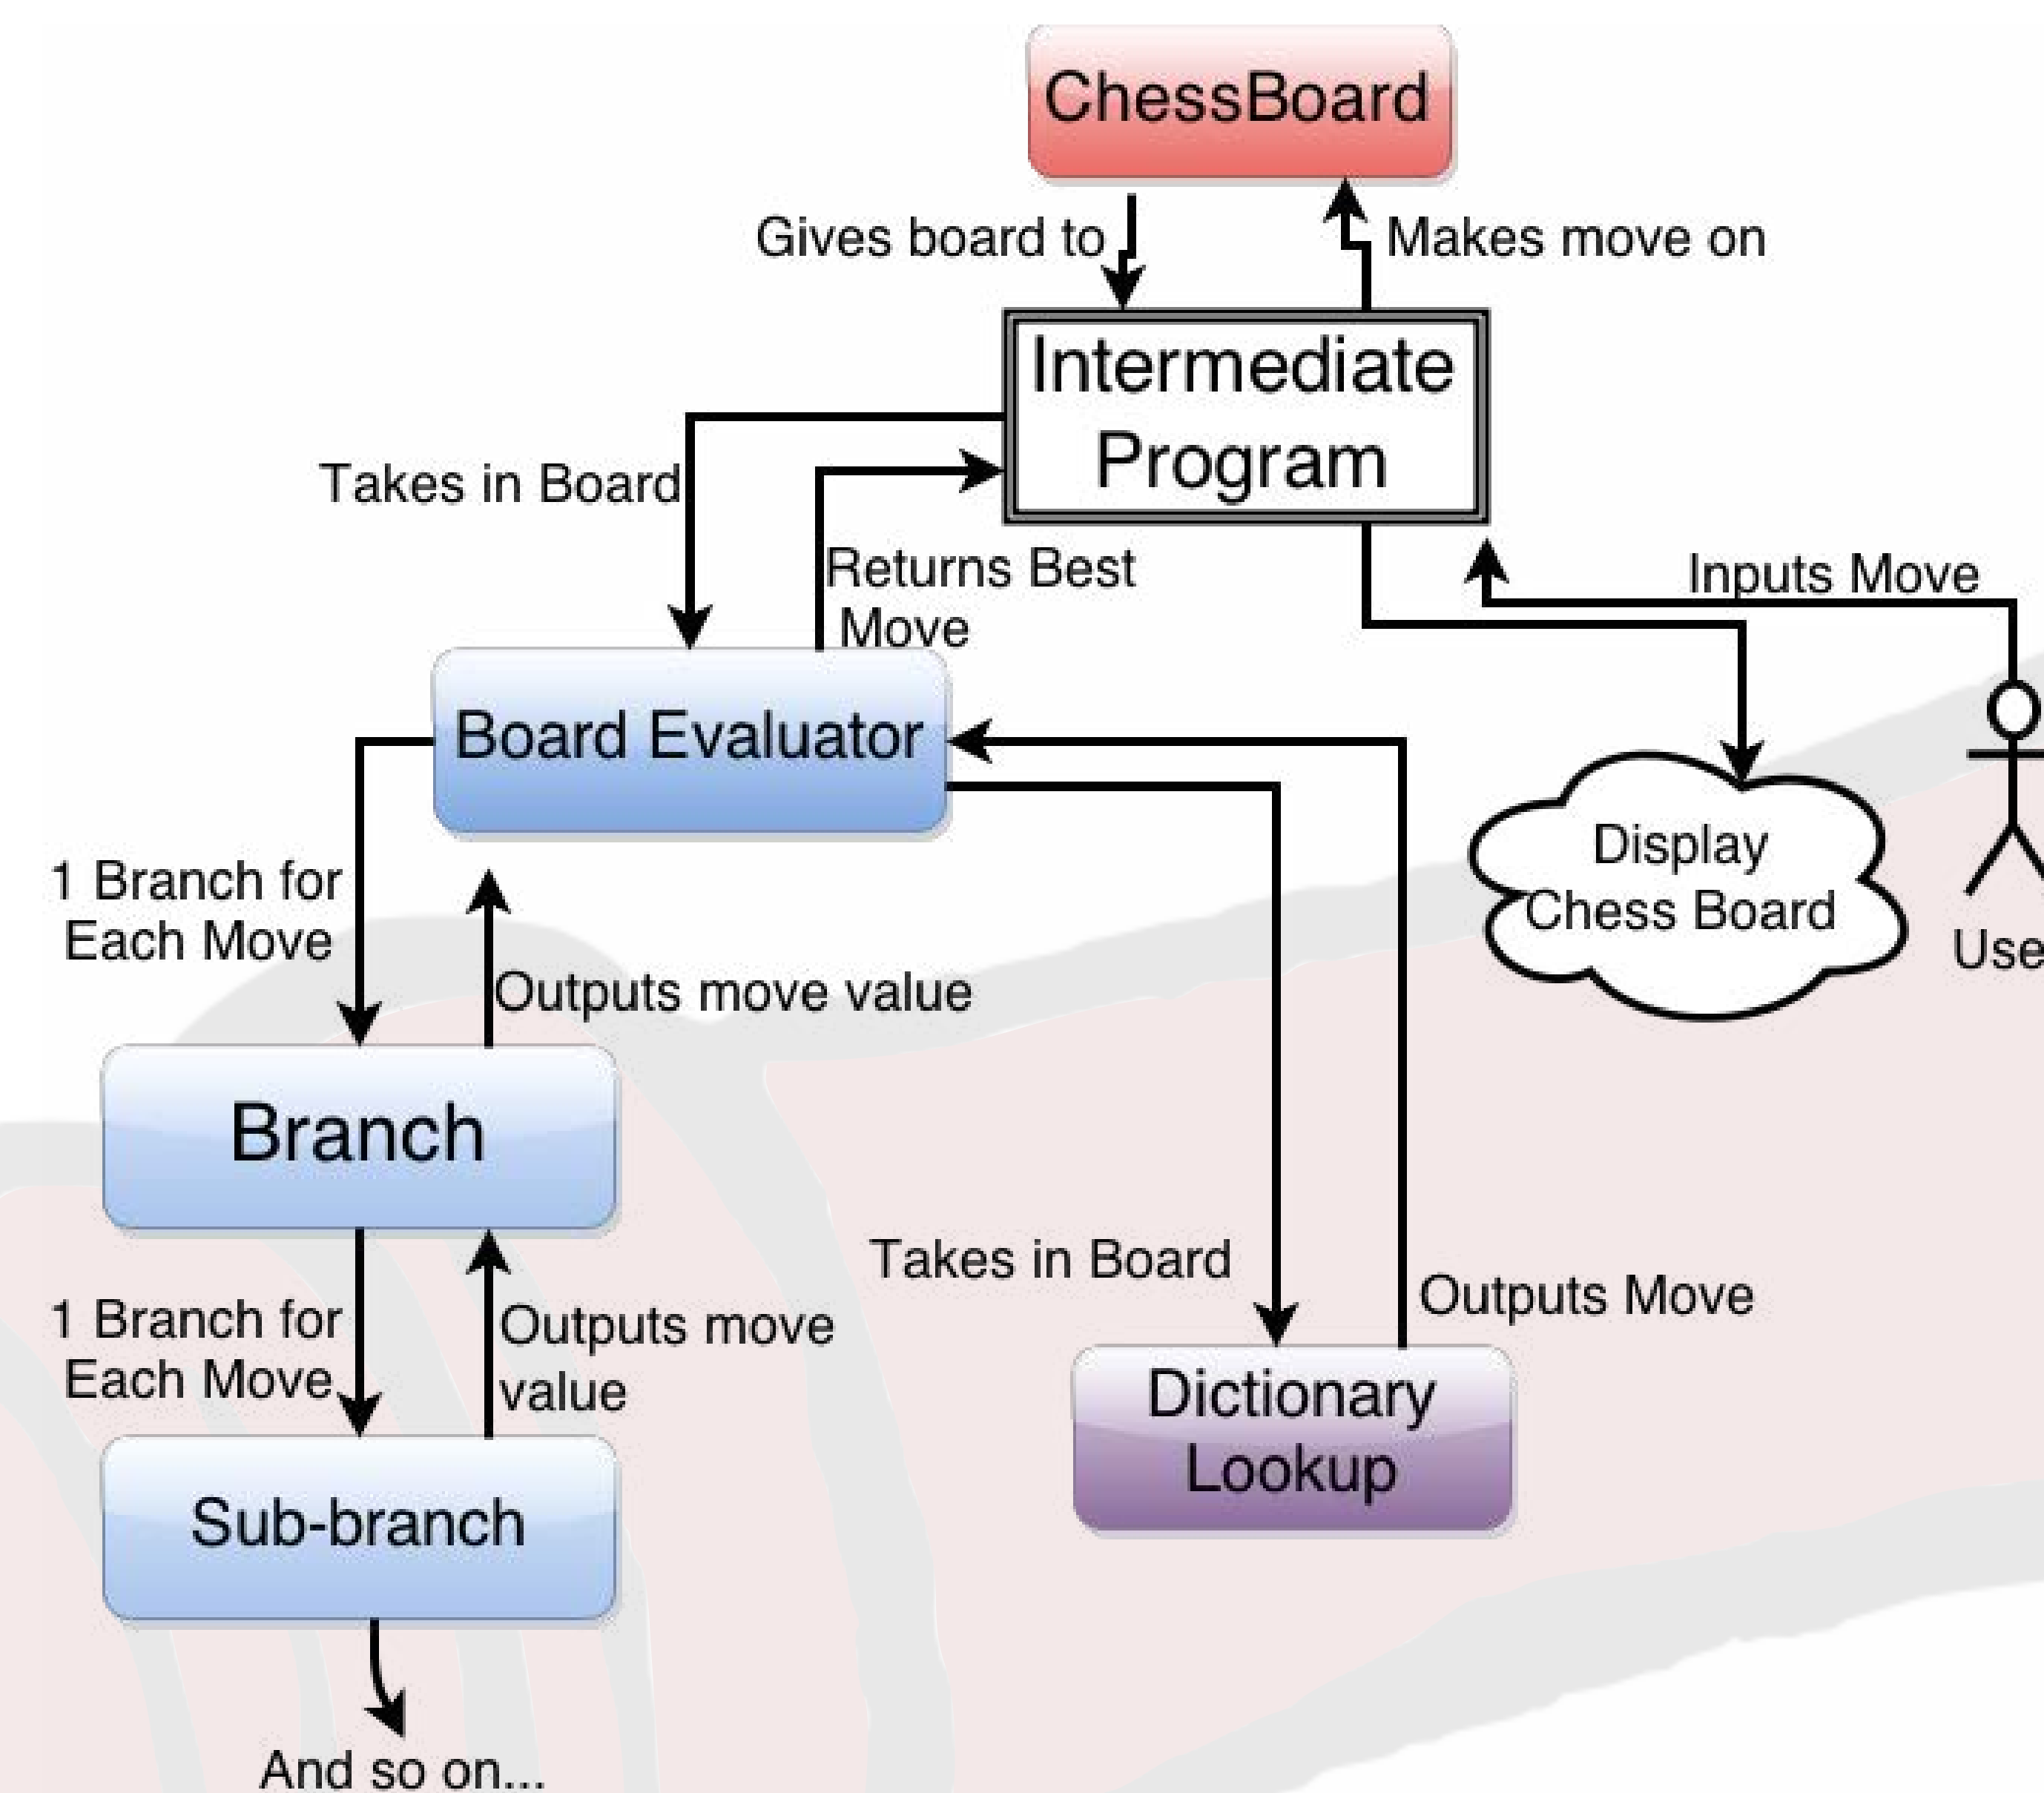 ChessBoard
Gives board to
Makes move on
Intermediate
Program
Takes in Board
Returns Best
Move
Inputs Move
Board Evaluator
Display
Chess Board
Use
1 Branch for
Each Move
Outputs move value
Branch
Takes in Board
Outputs Move
1 Branch for
Each Move
Outputs move
value
Dictionary
Lookup
Sub-branch
And so on...